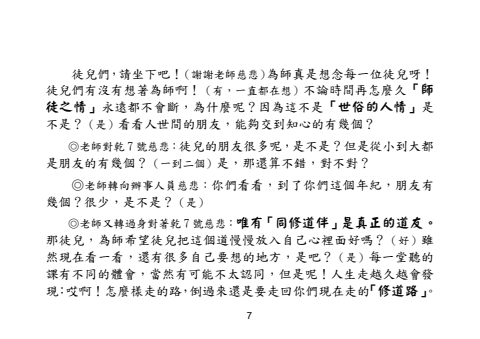 徒兒們，請坐下吧！(謝謝老師慈悲)為師真是想念每一位徒兒呀！
徒兒們有沒有想著為師啊！（有，一直都在想）不論時間再怎麼久「師
徒之情」永遠都不會斷，為什麼呢？因為這不是「世俗的人情」是
不是？（是）看看人世間的朋友，能夠交到知心的有幾個？
◎老師對乾 7 號慈悲：徒兒的朋友很多呢，是不是？但是從小到大都
是朋友的有幾個？（一到二個）是，那還算不錯，對不對？
◎老師轉向辦事人員慈悲：你們看看，到了你們這個年紀，朋友有
幾個？很少，是不是？（是）
◎老師又轉過身對著乾 7 號慈悲：唯有「同修道伴」是真正的道友。
那徒兒，為師希望徒兒把這個道慢慢放入自己心裡面好嗎？（好）雖
然現在看一看，還有很多自己要想的地方，是吧？（是）每一堂聽的
課有不同的體會，當然有可能不太認同，但是呢！人生走越久越會發
現：哎啊！怎麼樣走的路，倒過來還是要走回你們現在走的「修道路」。
7